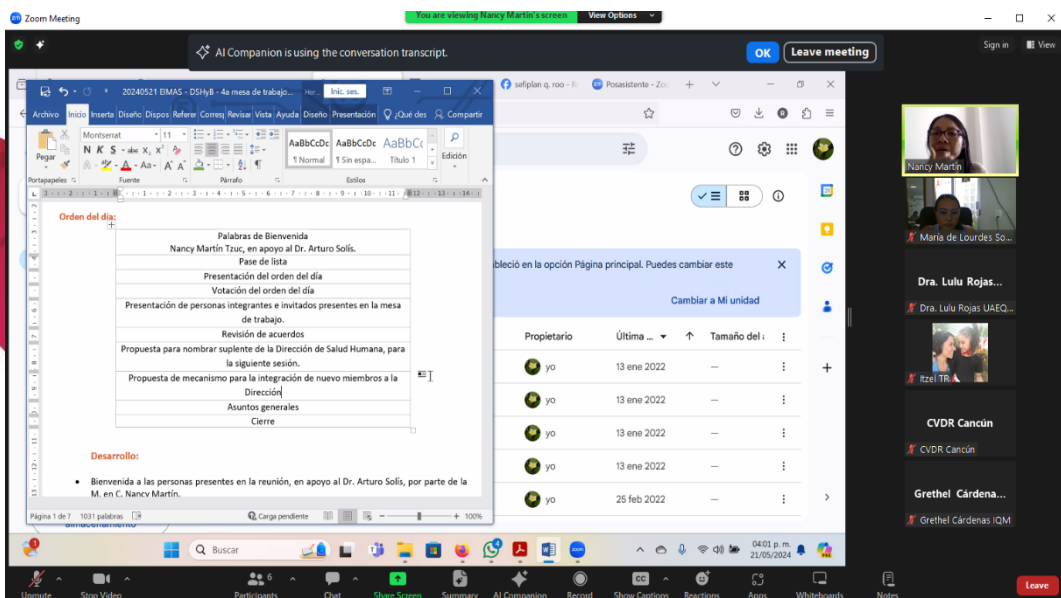 Zoom Meeting
You are viewing Nancy Martin's screen
View Options
AI Companion is using the conversation transcript.
OK
Leave meeting
Sign in
View
20240521 EIMAS - DSHyB - 4a mesa de trabajo...
Inic. ses.
sefiplan q. roo -
Posasistente - Zoo
Archivo Inicio Inserta Diseño Dispos Referer Corresp Revisar Vista Ayuda Diseño Presentación ¿Qué des Compartir
Montserrat
11
Pegar
N K S
AaBbCcDc AaBbCcDc AaBbC
¶ Normal ¶ Sin espa... Título 1
Edición
Portapapeles Fuente Párrafo Estilos
Orden del día:
Palabras de Bienvenida
Nancy Martín Tzuc, en apoyo al Dr. Arturo Solís.
Pase de lista
Presentación del orden del día
Votación del orden del día
Presentación de personas integrantes e invitados presentes en la mesa
de trabajo.
Revisión de acuerdos
Propuesta para nombrar suplente de la Dirección de Salud Humana, para
la siguiente sesión.
Propuesta de mecanismo para la integración de nuevo miembros a la
Dirección
Asuntos generales
Cierre
Desarrollo:
• Bienvenida a las personas presentes en la reunión, en apoyo al Dr. Arturo Solís, por parte de la
M. en C. Nancy Martín.
Página 1 de 7 1031 palabras
Carga pendiente
100%
almacenamiento
bleció en la opción Página principal. Puedes cambiar este
Cambiar a Mi unidad
Propietario Última ... Tamaño del
yo 13 ene 2022 —
yo 13 ene 2022 —
yo 13 ene 2022 —
yo 13 ene 2022 —
yo 25 feb 2022 —
Nancy Martin
María de Lourdes So...
Dra. Lulu Rojas...
Dra. Lulu Rojas UAEQ...
Itzel TR
CVDR Cancún
CVDR Cancún
Grethel Cárdena...
Grethel Cárdenas IQM
Buscar
04:01 p. m.
21/05/2024
Unmute
Stop Video
6
Participants
Chat
Share Screen
Summary
AI Companion
Record
Show Captions
Reactions
Apps
Whiteboards
Notes
Leave